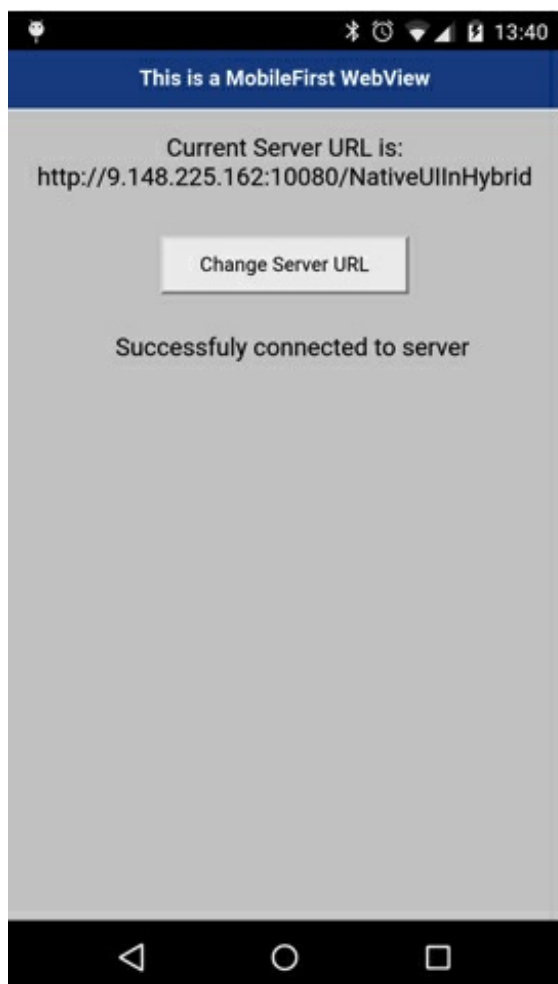 13:40
This is a MobileFirst WebView
Current Server URL is:
http://9.148.225.162:10080/NativeUIInHybrid
Change Server URL
Successfuly connected to server